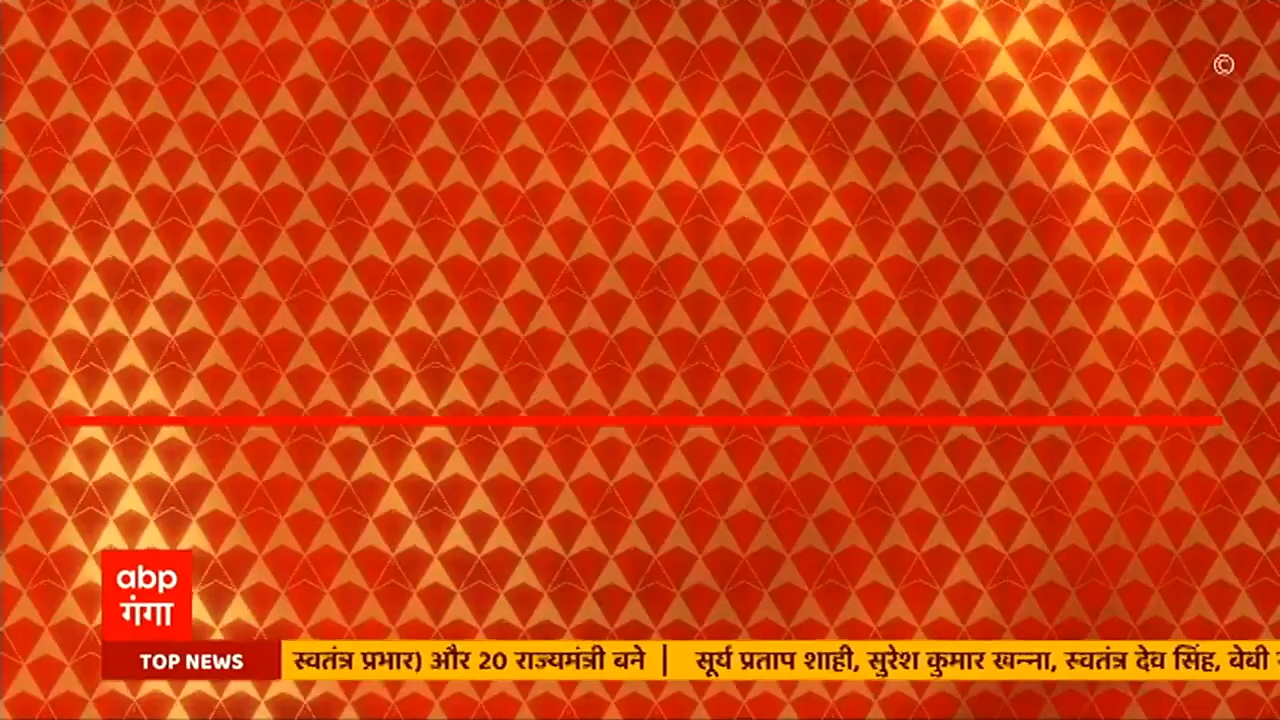 ©
abp
गंगा
TOP NEWS
स्वतंत्र प्रभार) और 20 राज्यमंत्री बने | सूर्य प्रताप शाही, सुरेश कुमार खन्ना, स्वतंत्र देव सिंह, बेबी